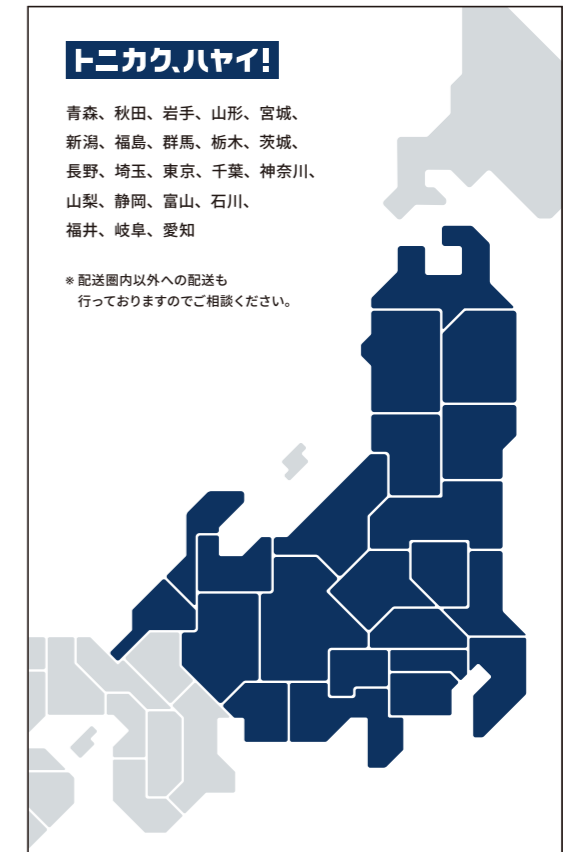 トニカク、ハヤイ!
青森、秋田、岩手、山形、宮城、
新潟、福島、群馬、栃木、茨城、
長野、埼玉、東京、千葉、神奈川、
山梨、静岡、富山、石川、
福井、岐阜、愛知
※ 配送圏内以外への配送も
行っておりますのでご相談ください。